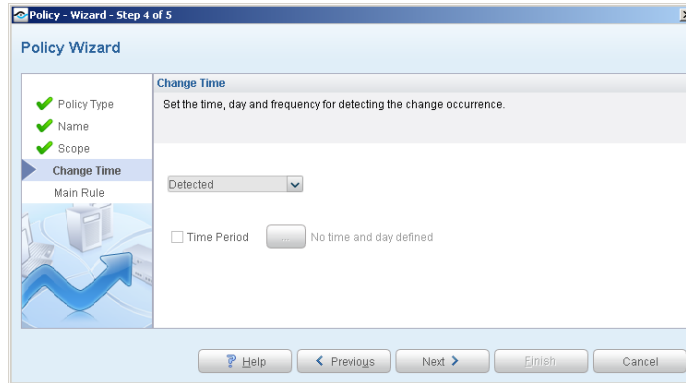 Policy - Wizard - Step 4 of 5
Policy Wizard
Policy Type
Name
Scope
Change Time
Main Rule
Change Time
Set the time, day and frequency for detecting the change occurrence.
Detected
Time Period ... No time and day defined
? Help Previous Next Finish Cancel